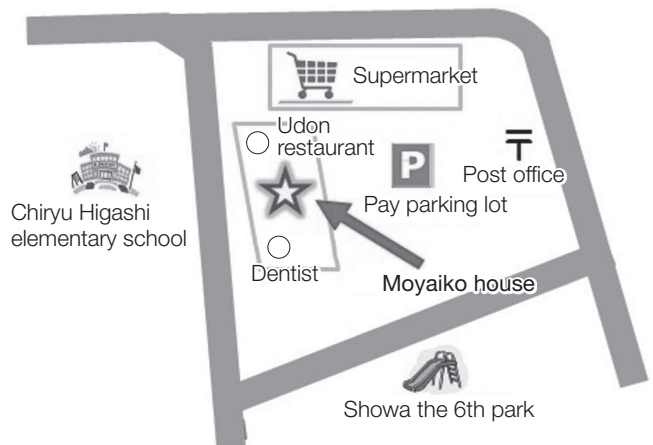 Supermarket
Udon
restaurant
P
〒
Post office
Pay parking lot
Chiryu Higashi
elementary school
Dentist
Moyaiko house
Showa the 6th park